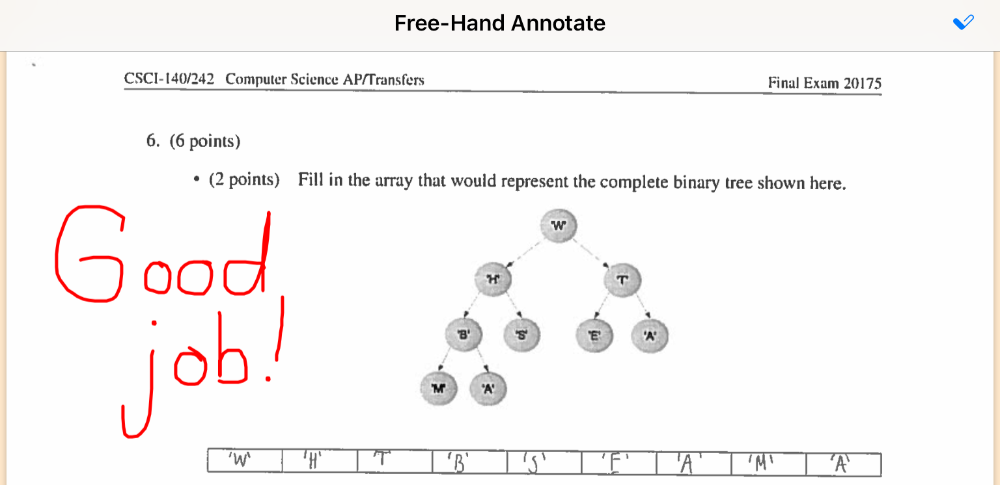 Free-Hand Annotate
CSCI-140/242 Computer Science AP/Transfers
Final Exam 20175
6. (6 points)
• (2 points) Fill in the array that would represent the complete binary tree shown here.
Good
job!
'W'
'H' 'T'
'B' 'S' 'E' 'A'
'M' 'A'
'W' 'H' 'T' 'B' 'S' 'E' 'A' 'M' 'A'